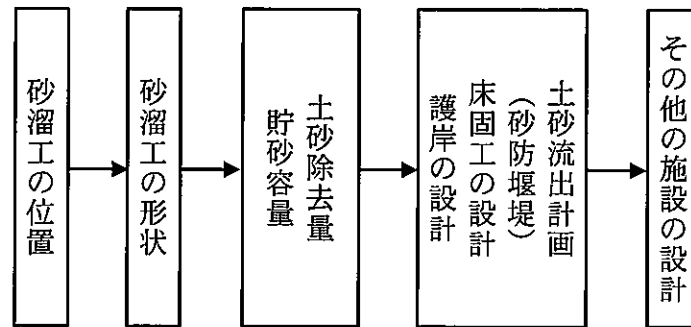 砂溜工の位置
砂溜工の形状
土砂除去量
貯砂容量
土砂流出計画
（砂防堰堤）
床固工の設計
護岸の設計
その他の施設の設計